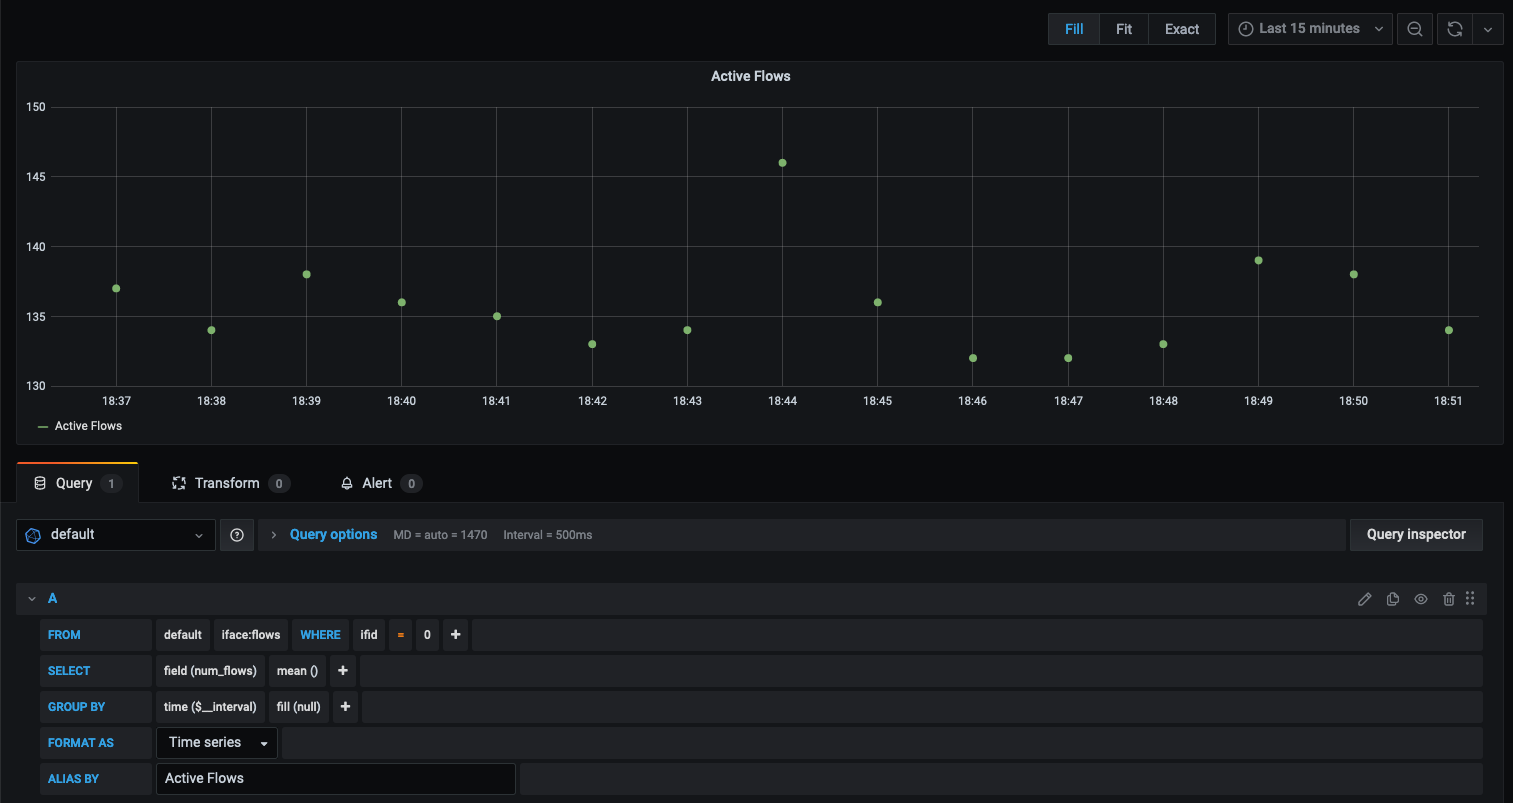 Fill Fit Exact Last 15 minutes
Active Flows
150
145
140
135
130
18:37 18:38 18:39 18:40 18:41 18:42 18:43 18:44 18:45 18:46 18:47 18:48 18:49 18:50 18:51
Active Flows
Query 1 Transform 0 Alert 0
default ? > Query options MD = auto = 1470 Interval = 500ms Query inspector
A
FROM default iface:flows WHERE ifid = 0 +
SELECT field (num_flows) mean () +
GROUP BY time ($__interval) fill (null) +
FORMAT AS Time series
ALIAS BY Active Flows